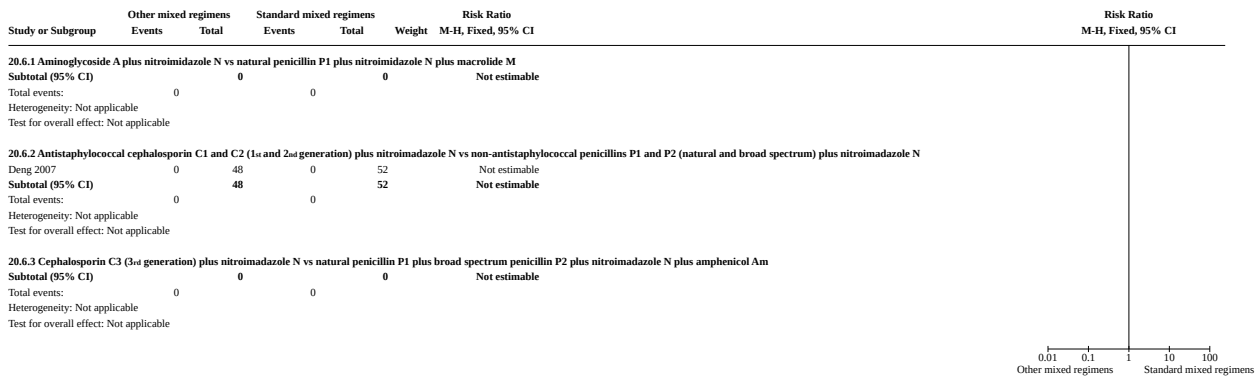 Other mixed regimens Standard mixed regimens Risk Ratio Risk Ratio
Study or Subgroup Events Total Events Total Weight M-H, Fixed, 95% CI M-H, Fixed, 95% CI
20.6.1 Aminoglycoside A plus nitroimidazole N vs natural penicillin P1 plus nitroimidazole N plus macrolide M
Subtotal (95% CI) 0 0 Not estimable
Total events: 0 0
Heterogeneity: Not applicable
Test for overall effect: Not applicable
20.6.2 Antistaphylococcal cephalosporin C1 and C2 (1st and 2nd generation) plus nitroimadazole N vs non-antistaphylococcal penicillins P1 and P2 (natural and broad spectrum) plus nitroimadazole N
Deng 2007 0 48 0 52 Not estimable
Subtotal (95% CI) 48 52 Not estimable
Total events: 0 0
Heterogeneity: Not applicable
Test for overall effect: Not applicable
20.6.3 Cephalosporin C3 (3rd generation) plus nitroimadazole N vs natural penicillin P1 plus broad spectrum penicillin P2 plus nitroimadazole N plus amphenicol Am
Subtotal (95% CI) 0 0 Not estimable
Total events: 0 0
Heterogeneity: Not applicable
Test for overall effect: Not applicable
0.01 0.1 1 10 100
Other mixed regimens Standard mixed regimens